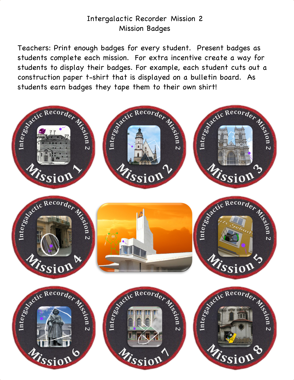 Intergalactic Recorder Mission 2
Mission Badges
Teachers: Print enough badges for every student. Present badges as
students complete each mission. For extra incentive create a way for
students to display their badges. For example, each student cuts out a
construction paper t-shirt that is displayed on a bulletin board. As
students earn badges they tape them to their own shirt!
Intergalactic Recorder Mission 2
Mission 1
Intergalactic Recorder Mission 2
Mission 2
Intergalactic Recorder Mission 2
Mission 3
Intergalactic Recorder Mission 2
Mission 4
Intergalactic Recorder Mission 2
Mission 5
Intergalactic Recorder Mission 2
Mission 6
Intergalactic Recorder Mission 2
Mission 7
Intergalactic Recorder Mission 2
Mission 8